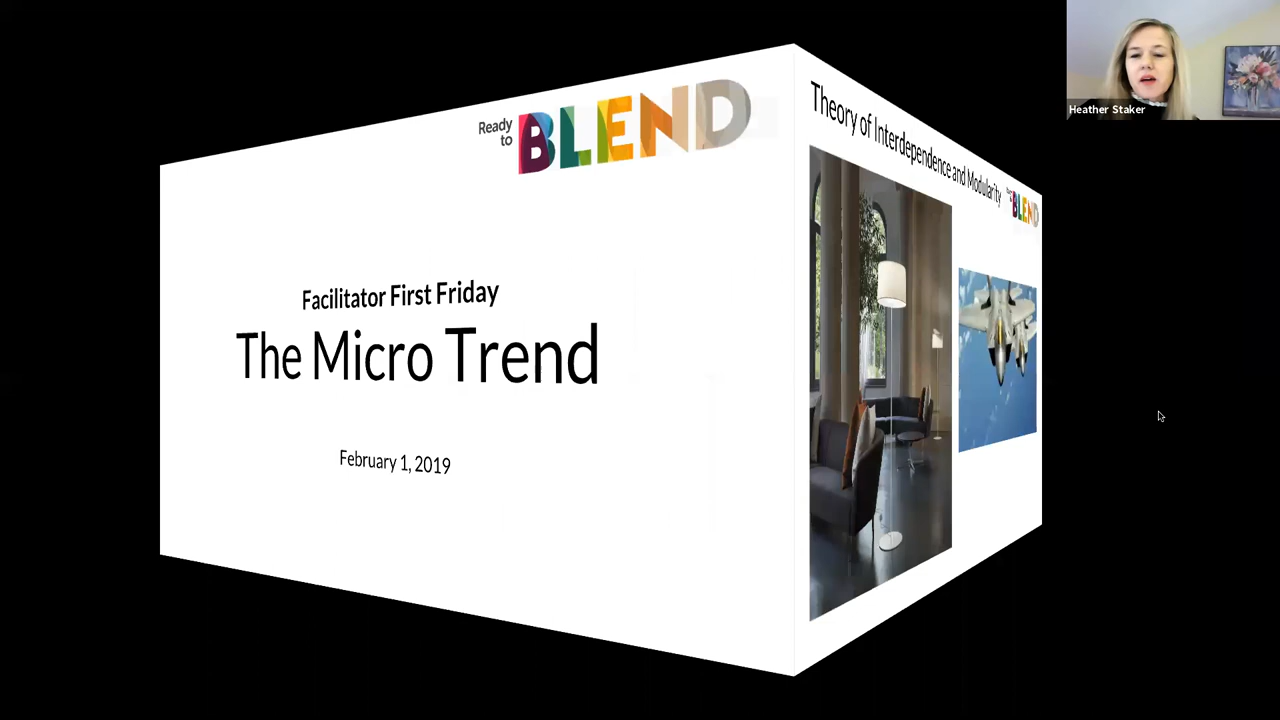 Ready
to
BLEND
Facilitator First Friday
The Micro Trend
February 1, 2019
Theory of Interdependence and Modularity
BLEND
Heather Staker